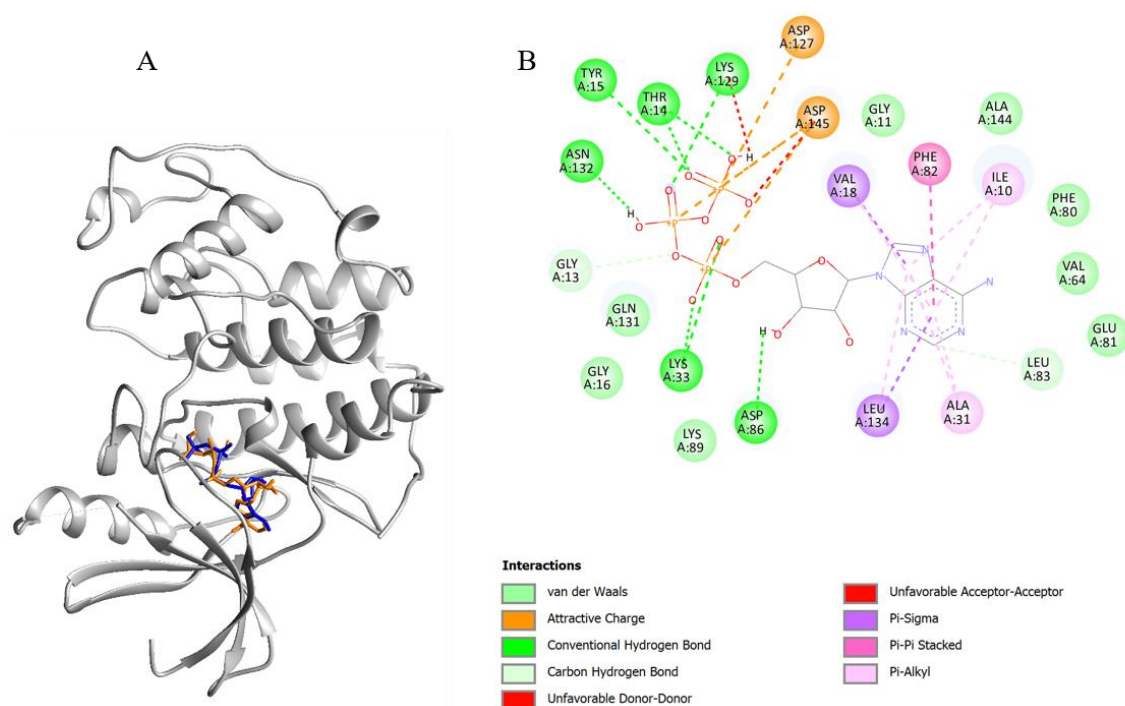 A
B
ASP
A:127
TYR
A:15
LYS
A:129
THR
A:14
ASP
A:145
GLY
A:11
ALA
A:144
ASN
A:132
PHE
A:82
VAL
A:18
ILE
A:10
PHE
A:80
GLY
A:13
VAL
A:64
GLN
A:131
GLU
A:81
LEU
A:83
GLY
A:16
LYS
A:33
ASP
A:86
LEU
A:134
ALA
A:31
LYS
A:89
H
O
O
O
O
P
O
P
H
O
O
P
O
O
O
O
N
N
N
N
N
H
O
O
Interactions
van der Waals
Attractive Charge
Conventional Hydrogen Bond
Carbon Hydrogen Bond
Unfavorable Donor-Donor
Unfavorable Acceptor-Acceptor
Pi-Sigma
Pi-Pi Stacked
Pi-Alkyl